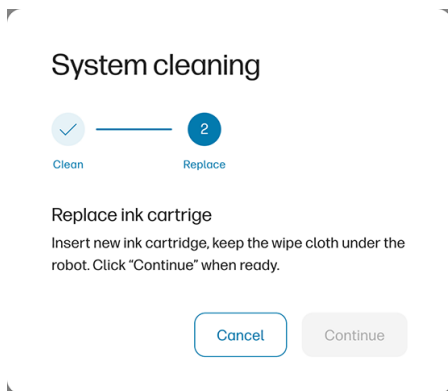 System cleaning
2
Clean
Replace
Replace ink cartrige
Insert new ink cartridge, keep the wipe cloth under the
robot. Click “Continue” when ready.
Cancel
Continue